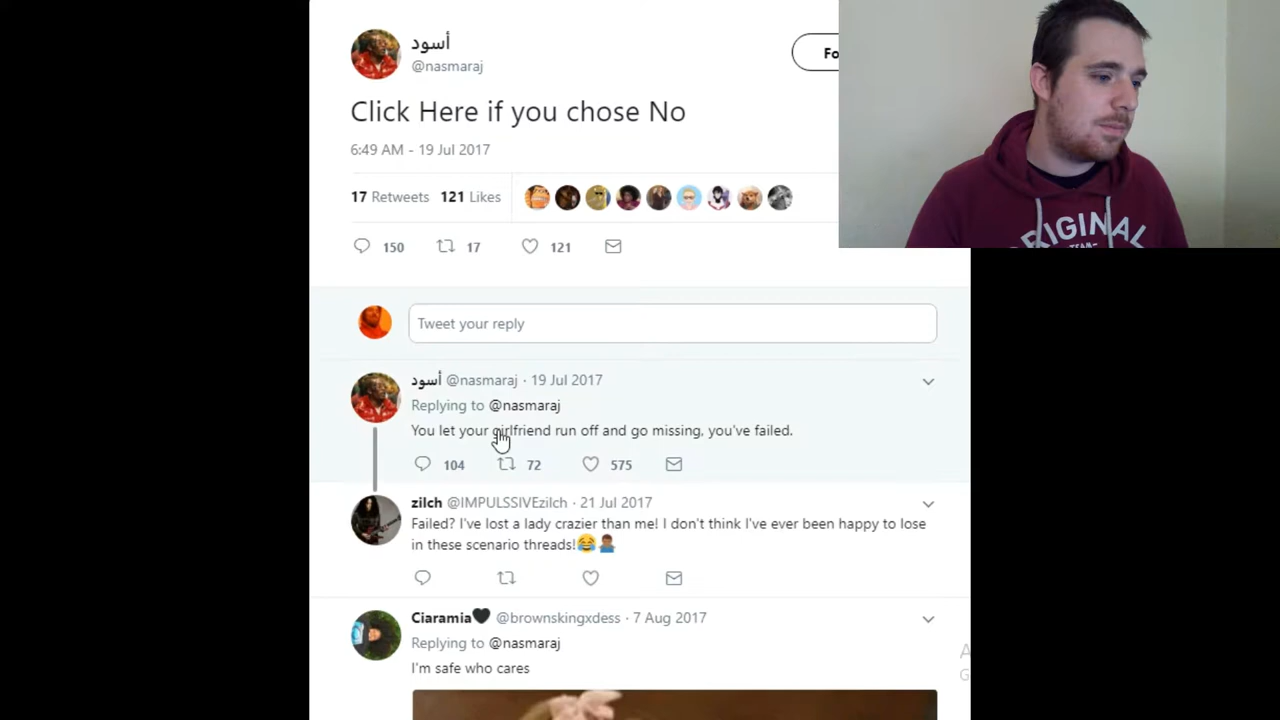 أسود
@nasmaraj
Click Here if you chose No
6:49 AM - 19 Jul 2017
17 Retweets 121 Likes
150 17 121
Tweet your reply
أسود @nasmaraj · 19 Jul 2017
Replying to @nasmaraj
You let your girlfriend run off and go missing, you've failed.
104 72 575
zilch @IMPULSSIVEzilch · 21 Jul 2017
Failed? I've lost a lady crazier than me! I don't think I've ever been happy to lose
in these scenario threads!😂🤷🏾‍♂️
Ciaramia🖤 @brownskingxdess · 7 Aug 2017
Replying to @nasmaraj
I'm safe who cares
ORIGINAL